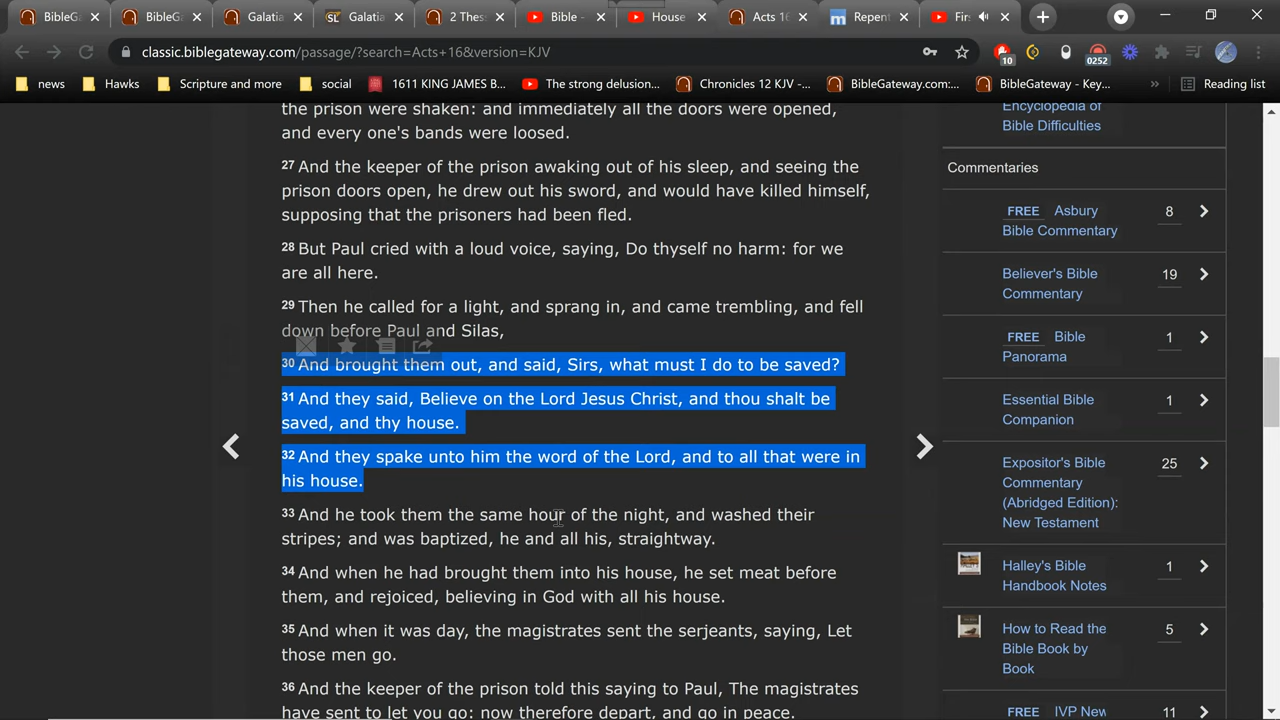 BibleGa
BibleG
Galatia
SL Galatia
2 Thess
Bible -
House
Acts 16
m Repent
Firs
classic.biblegateway.com/passage/?search=Acts+16&version=KJV
10
0252
news Hawks Scripture and more social 1611 KING JAMES B... The strong delusion... Chronicles 12 KJV -... BibleGateway.com:... BibleGateway - Key... » Reading list
the prison were shaken: and immediately all the doors were opened,
and every one's bands were loosed.
27 And the keeper of the prison awaking out of his sleep, and seeing the
prison doors open, he drew out his sword, and would have killed himself,
supposing that the prisoners had been fled.
28 But Paul cried with a loud voice, saying, Do thyself no harm: for we
are all here.
29 Then he called for a light, and sprang in, and came trembling, and fell
down before Paul and Silas,
30 And brought them out, and said, Sirs, what must I do to be saved?
31 And they said, Believe on the Lord Jesus Christ, and thou shalt be
saved, and thy house.
32 And they spake unto him the word of the Lord, and to all that were in
his house.
33 And he took them the same hour of the night, and washed their
stripes; and was baptized, he and all his, straightway.
34 And when he had brought them into his house, he set meat before
them, and rejoiced, believing in God with all his house.
35 And when it was day, the magistrates sent the serjeants, saying, Let
those men go.
36 And the keeper of the prison told this saying to Paul, The magistrates
have sent to let you go: now therefore depart, and go in peace.
Encyclopedia of
Bible Difficulties
Commentaries
FREE Asbury
Bible Commentary
8
Believer's Bible
Commentary
19
FREE Bible
Panorama
1
Essential Bible
Companion
1
Expositor's Bible
Commentary
(Abridged Edition):
New Testament
25
Halley's Bible
Handbook Notes
1
How to Read the
Bible Book by
Book
5
FREE IVP New
11